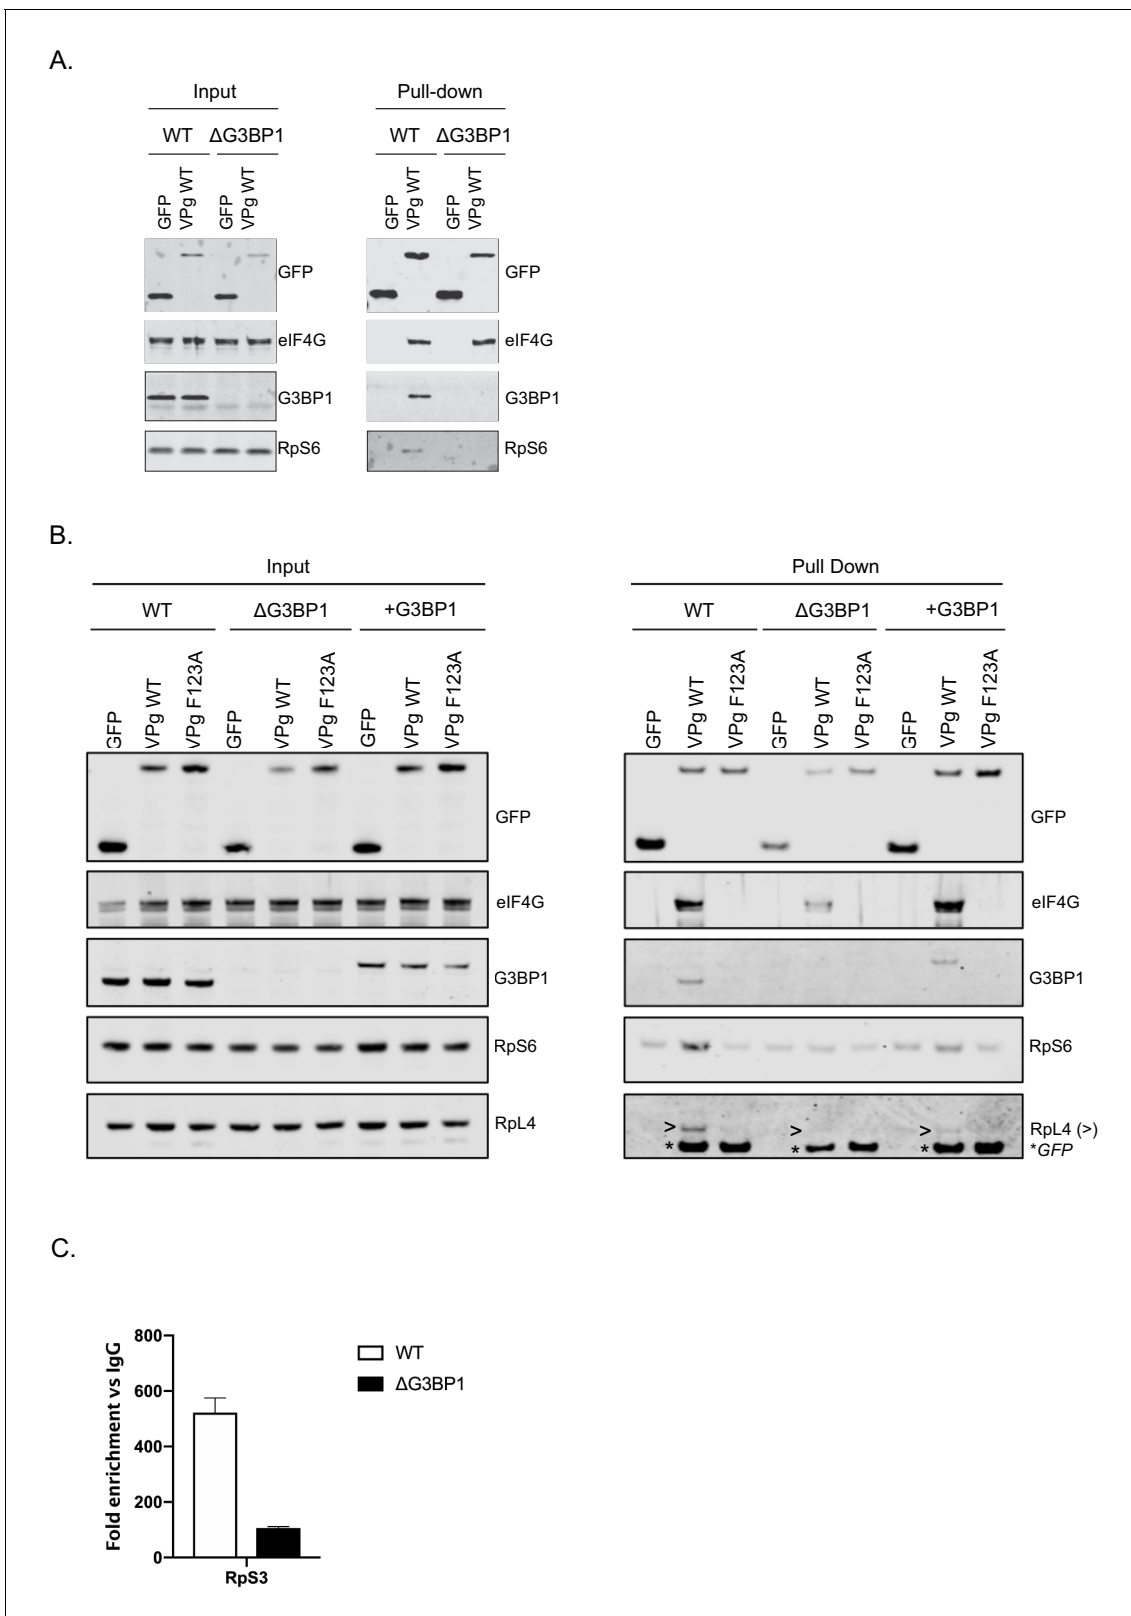 A.
Input
Pull-down
WT ΔG3BP1
WT ΔG3BP1
GFP
VPg WT
GFP
VPg WT
GFP
VPg WT
GFP
VPg WT
GFP
GFP
eIF4G
eIF4G
G3BP1
G3BP1
RpS6
RpS6
B.
Input
Pull Down
WT ΔG3BP1 +G3BP1
WT ΔG3BP1 +G3BP1
GFP
VPg WT
VPg F123A
GFP
VPg WT
VPg F123A
GFP
VPg WT
VPg F123A
GFP
VPg WT
VPg F123A
GFP
VPg WT
VPg F123A
GFP
VPg WT
VPg F123A
GFP
GFP
eIF4G
eIF4G
G3BP1
G3BP1
RpS6
RpS6
RpL4
> > > RpL4 (>)
* * * *GFP
C.
Fold enrichment vs IgG
800
600
400
200
0
RpS3
WT
ΔG3BP1